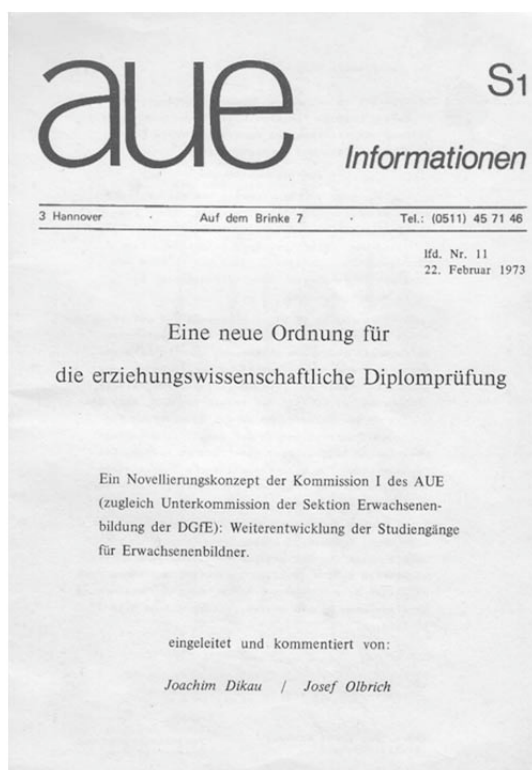 aue
S1
Informationen
3 Hannover · Auf dem Brinke 7 · Tel.: (0511) 45 71 46
lfd. Nr. 11
22. Februar 1973
Eine neue Ordnung für
die erziehungswissenschaftliche Diplomprüfung
Ein Novellierungskonzept der Kommission I des AUE
(zugleich Unterkommission der Sektion Erwachsenen-
bildung der DGfE): Weiterentwicklung der Studiengänge
für Erwachsenenbildner.
eingeleitet und kommentiert von:
Joachim Dikau / Josef Olbrich